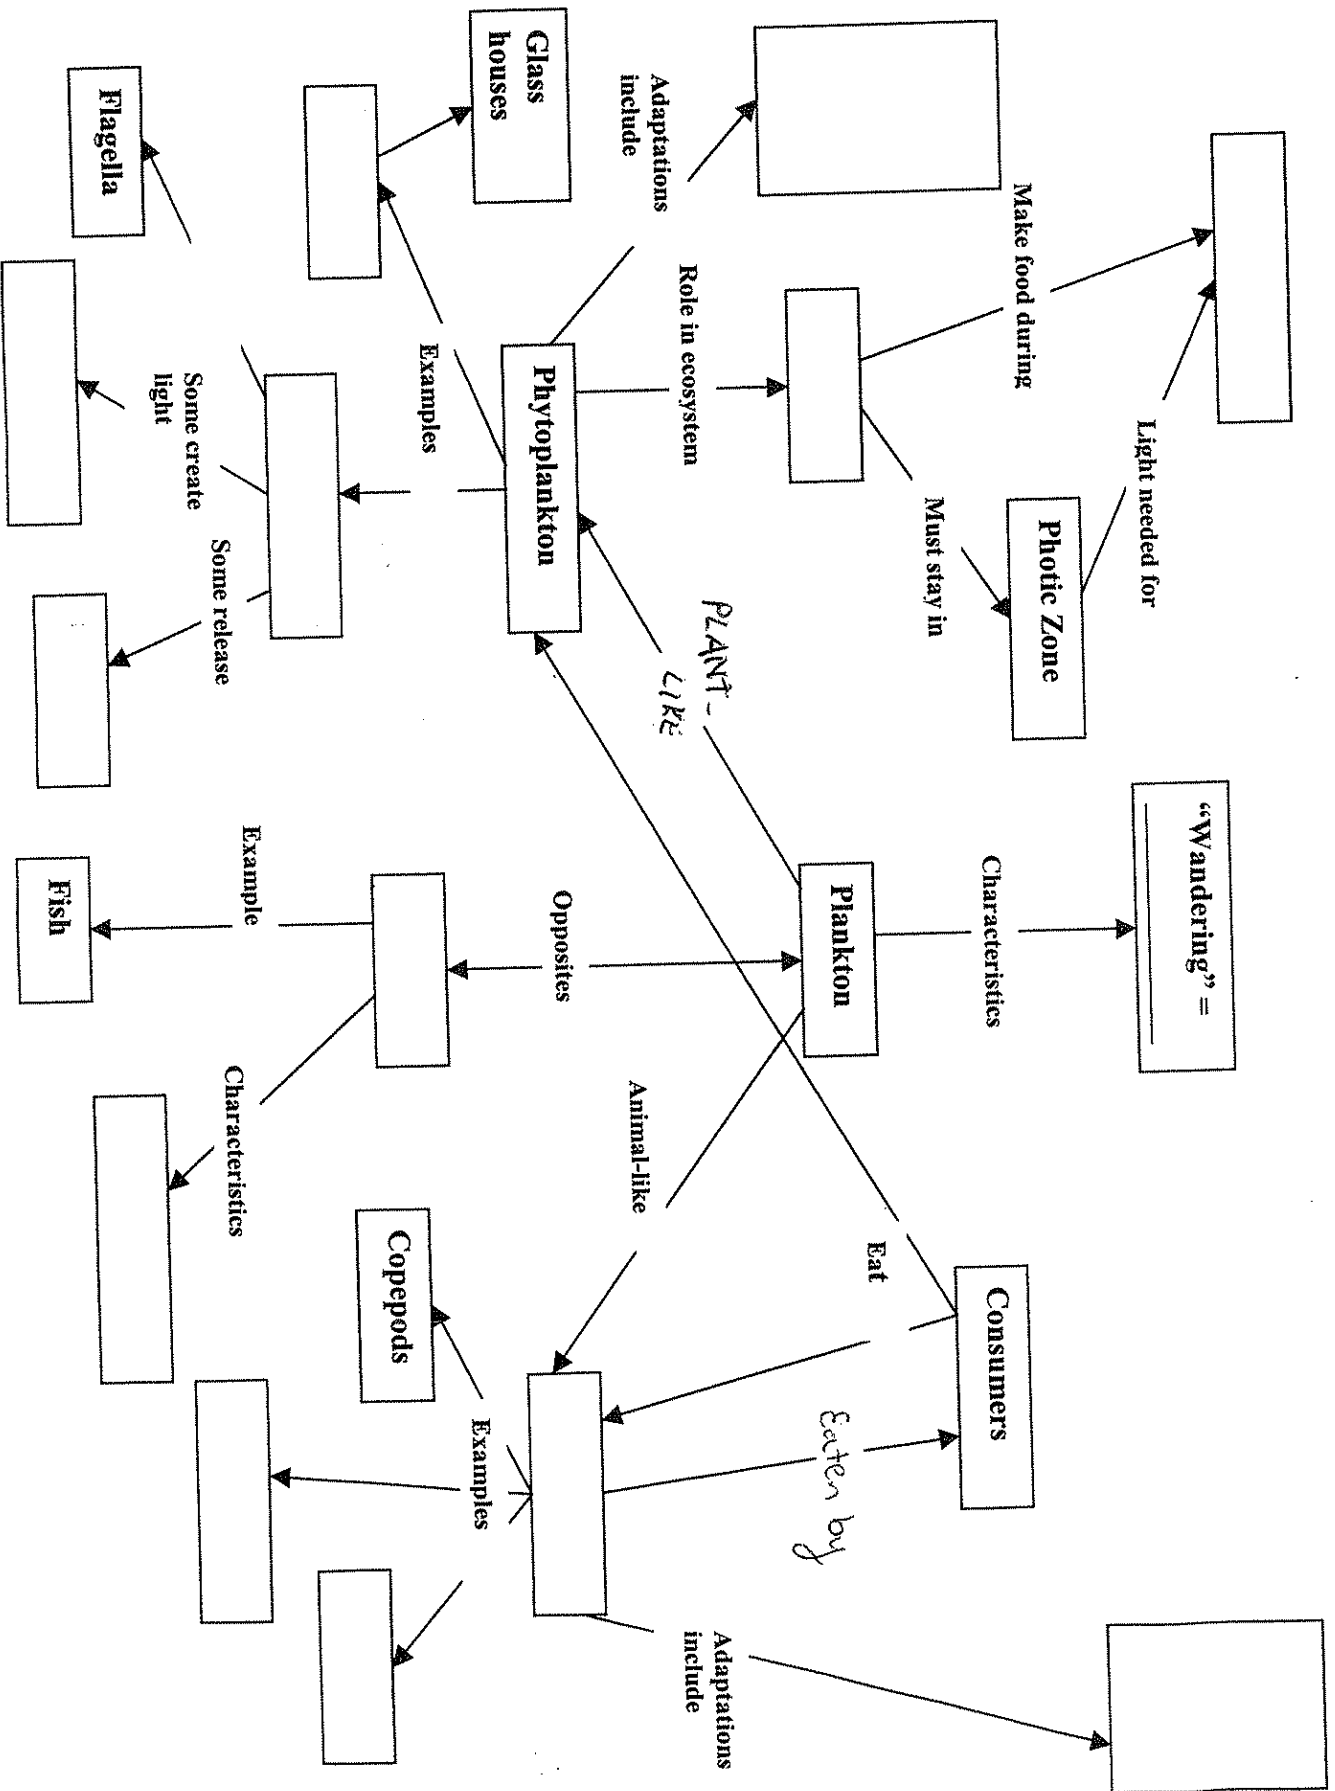 “Wandering” =
Characteristics
Plankton
Photic Zone
Light needed for
Make food during
Must stay in
Role in ecosystem
Adaptations
include
Glass
houses
Phytoplankton
Examples
Flagella
Some create
light
Some release
PLANT-
LIKE
Opposites
Example
Fish
Characteristics
Animal-like
Consumers
Eat
Eaten by
Copepods
Examples
Adaptations
include